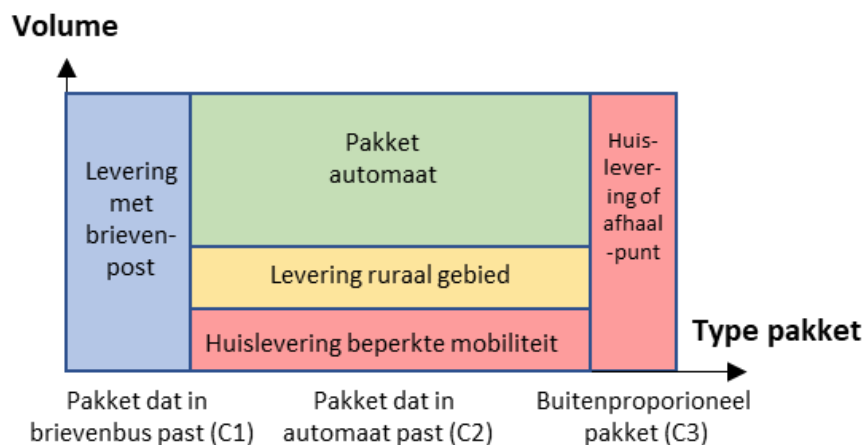 Volume
Levering
met
brieven-
post
Pakket
automaat
Levering ruraal gebied
Huislevering beperkte mobiliteit
Huis-
lever-
ing of
afhaal
-punt
Type pakket
Pakket dat in
brievenbus past (C1)
Pakket dat in
automaat past (C2)
Buitenproporioneel
pakket (C3)